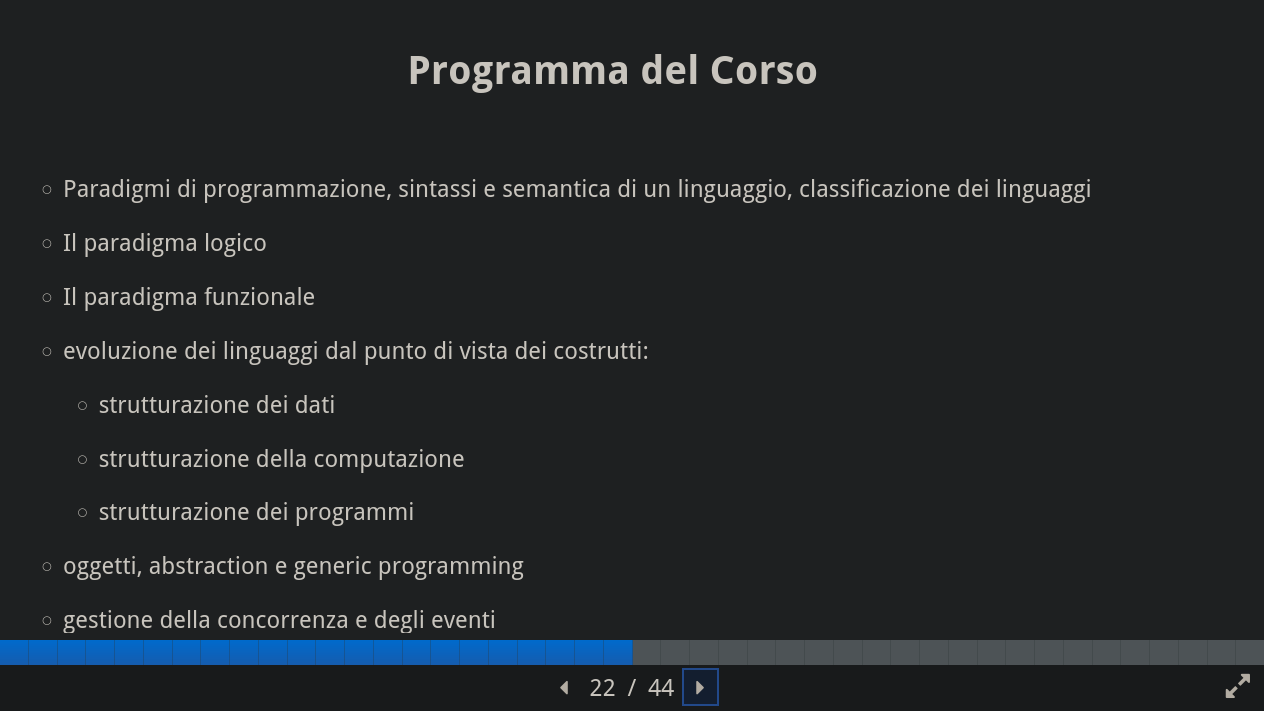 Programma del Corso
Paradigmi di programmazione, sintassi e semantica di un linguaggio, classificazione dei linguaggi
Il paradigma logico
Il paradigma funzionale
evoluzione dei linguaggi dal punto di vista dei costrutti:
strutturazione dei dati
strutturazione della computazione
strutturazione dei programmi
oggetti, abstraction e generic programming
gestione della concorrenza e degli eventi
22 / 44